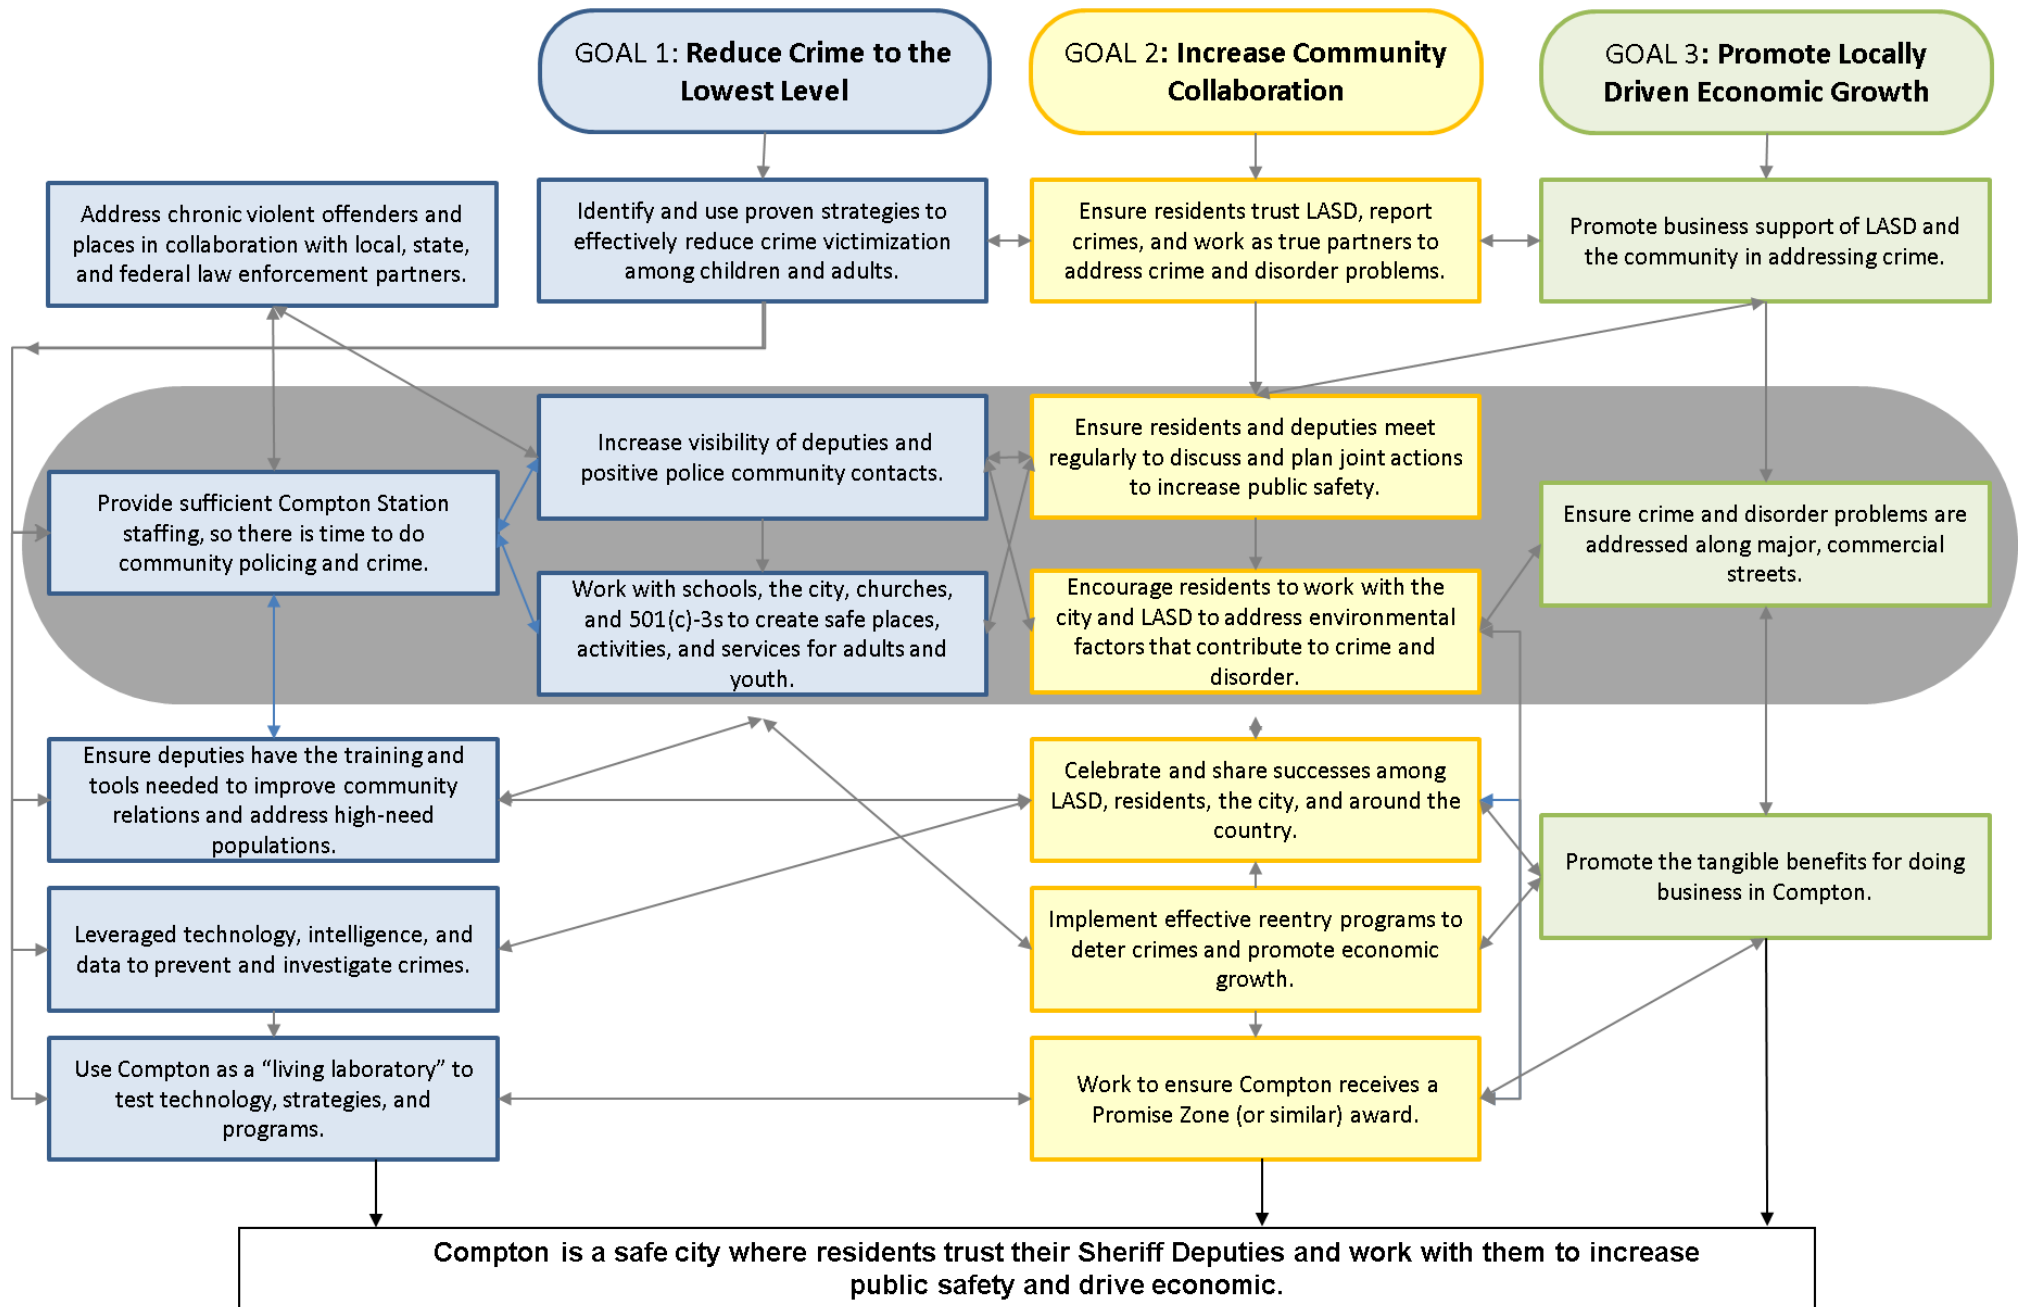 GOAL 1: Reduce Crime to the
Lowest Level
GOAL 2: Increase Community
Collaboration
GOAL 3: Promote Locally
Driven Economic Growth
Address chronic violent offenders and
places in collaboration with local, state,
and federal law enforcement partners.
Identify and use proven strategies to
effectively reduce crime victimization
among children and adults.
Ensure residents trust LASD, report
crimes, and work as true partners to
address crime and disorder problems.
Promote business support of LASD and
the community in addressing crime.
Increase visibility of deputies and
positive police community contacts.
Ensure residents and deputies meet
regularly to discuss and plan joint actions
to increase public safety.
Provide sufficient Compton Station
staffing, so there is time to do
community policing and crime.
Ensure crime and disorder problems are
addressed along major, commercial
streets.
Work with schools, the city, churches,
and 501(c)-3s to create safe places,
activities, and services for adults and
youth.
Encourage residents to work with the
city and LASD to address environmental
factors that contribute to crime and
disorder.
Ensure deputies have the training and
tools needed to improve community
relations and address high-need
populations.
Celebrate and share successes among
LASD, residents, the city, and around the
country.
Promote the tangible benefits for doing
business in Compton.
Leveraged technology, intelligence, and
data to prevent and investigate crimes.
Implement effective reentry programs to
deter crimes and promote economic
growth.
Use Compton as a “living laboratory” to
test technology, strategies, and
programs.
Work to ensure Compton receives a
Promise Zone (or similar) award.
Compton is a safe city where residents trust their Sheriff Deputies and work with them to increase
public safety and drive economic.